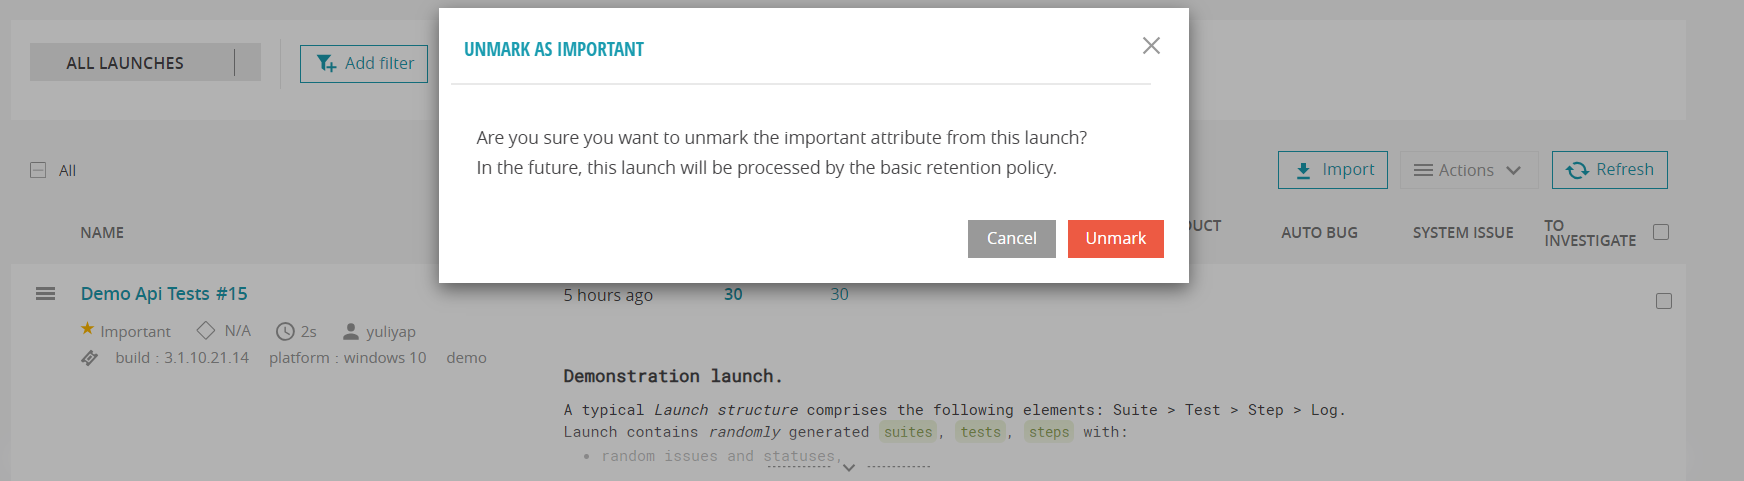 UNMARK AS IMPORTANT
ALL LAUNCHES
Add filter
Are you sure you want to unmark the important attribute from this launch?
In the future, this launch will be processed by the basic retention policy.
All
Import
Actions
Refresh
Cancel
Unmark
NAME
AUTO BUG
SYSTEM ISSUE
TO
INVESTIGATE
Demo Api Tests #15
5 hours ago
30
30
Important
N/A
2s
yuliyap
build : 3.1.10.21.14
platform : windows 10
demo
Demonstration launch.
A typical Launch structure comprises the following elements: Suite > Test > Step > Log.
Launch contains randomly generated suites, tests, steps with:
• random issues and statuses,